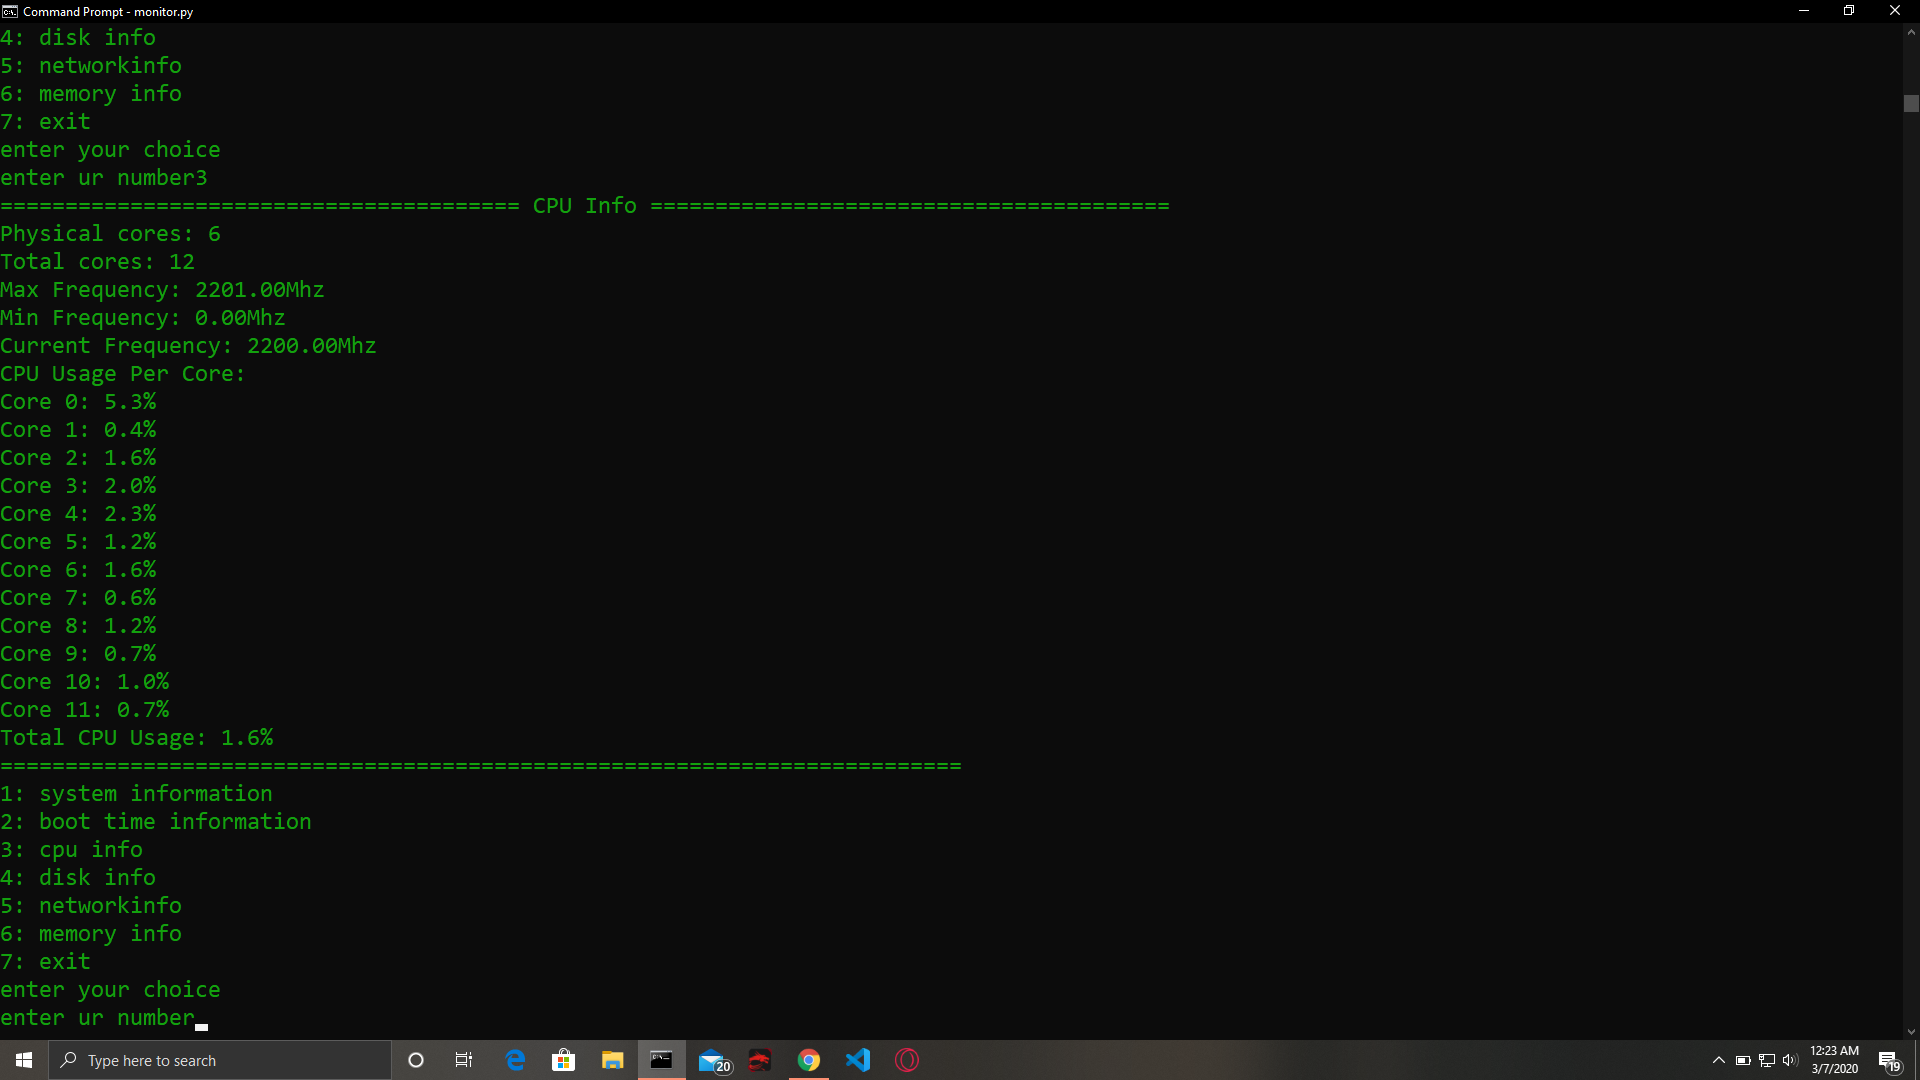 Command Prompt - monitor.py
4: disk info
5: networkinfo
6: memory info
7: exit
enter your choice
enter ur number3
======================================== CPU Info ========================================
Physical cores: 6
Total cores: 12
Max Frequency: 2201.00Mhz
Min Frequency: 0.00Mhz
Current Frequency: 2200.00Mhz
CPU Usage Per Core:
Core 0: 5.3%
Core 1: 0.4%
Core 2: 1.6%
Core 3: 2.0%
Core 4: 2.3%
Core 5: 1.2%
Core 6: 1.6%
Core 7: 0.6%
Core 8: 1.2%
Core 9: 0.7%
Core 10: 1.0%
Core 11: 0.7%
Total CPU Usage: 1.6%
==========================================================================
1: system information
2: boot time information
3: cpu info
4: disk info
5: networkinfo
6: memory info
7: exit
enter your choice
enter ur number
Type here to search
20
12:23 AM
3/7/2020
19